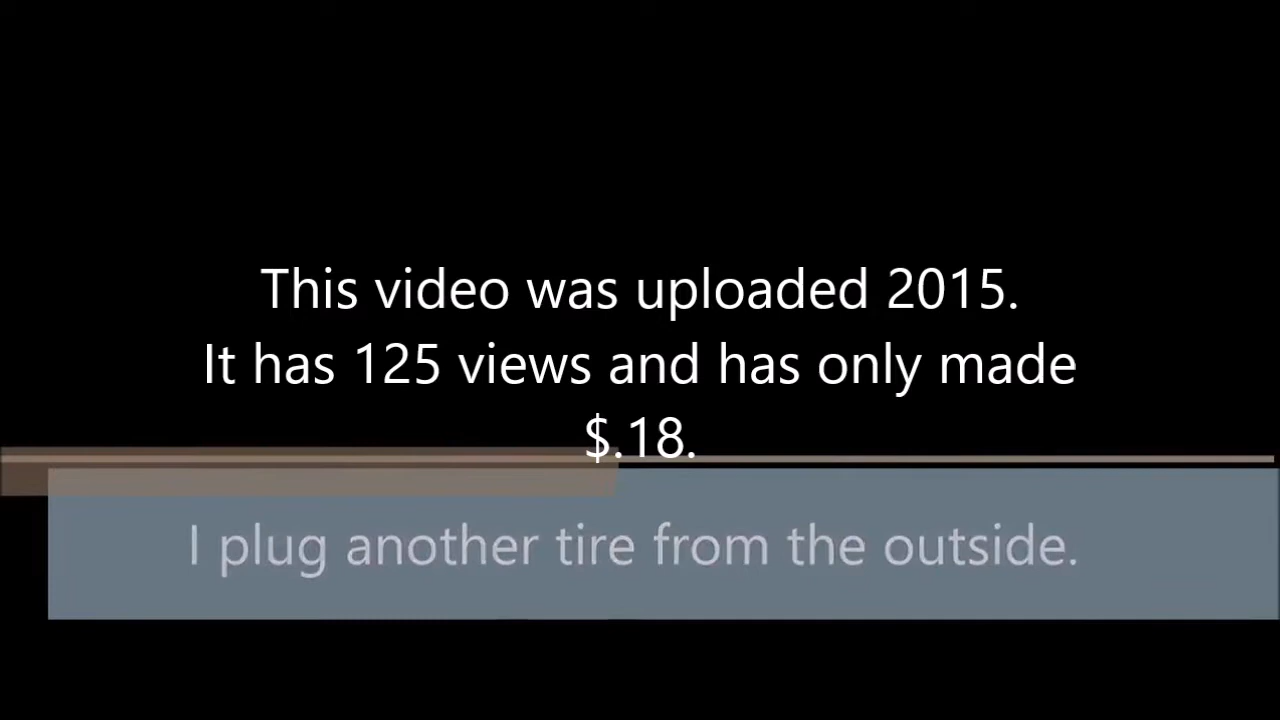 This video was uploaded 2015.
It has 125 views and has only made
$.18.
I plug another tire from the outside.